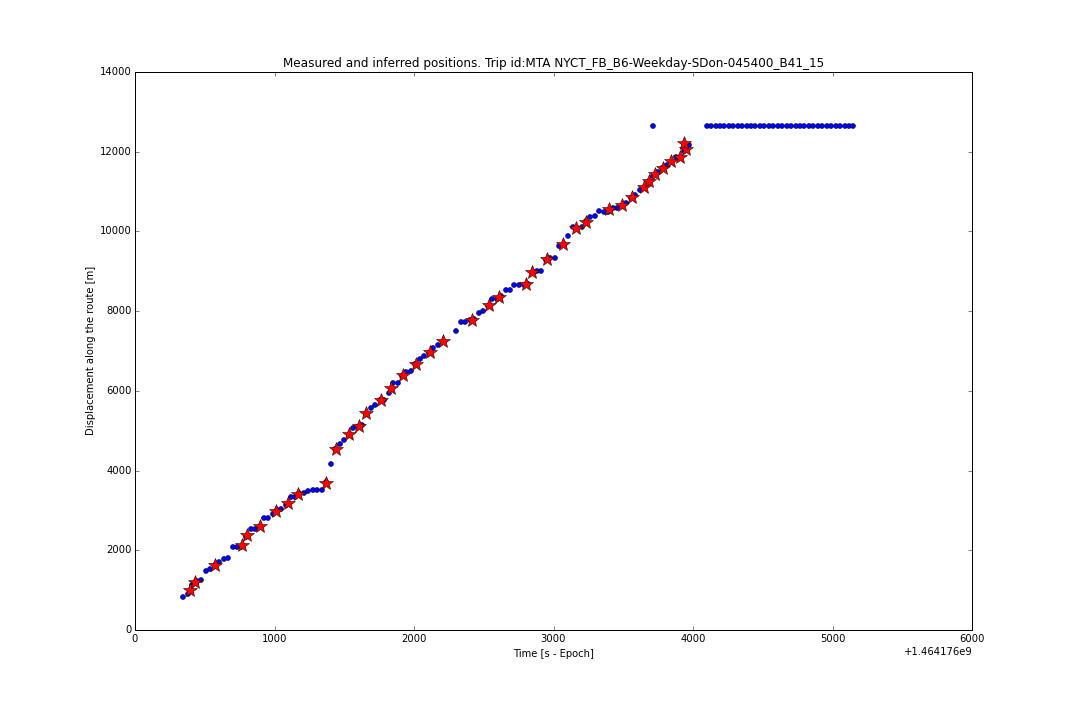 Measured and inferred positions. Trip id:MTA NYCT_FB_B6-Weekday-SDon-045400_B41_15
14000
12000
10000
8000
6000
4000
2000
0
Displacement along the route [m]
0 1000 2000 3000 4000 5000 6000
Time [s - Epoch]
+1.464176e9